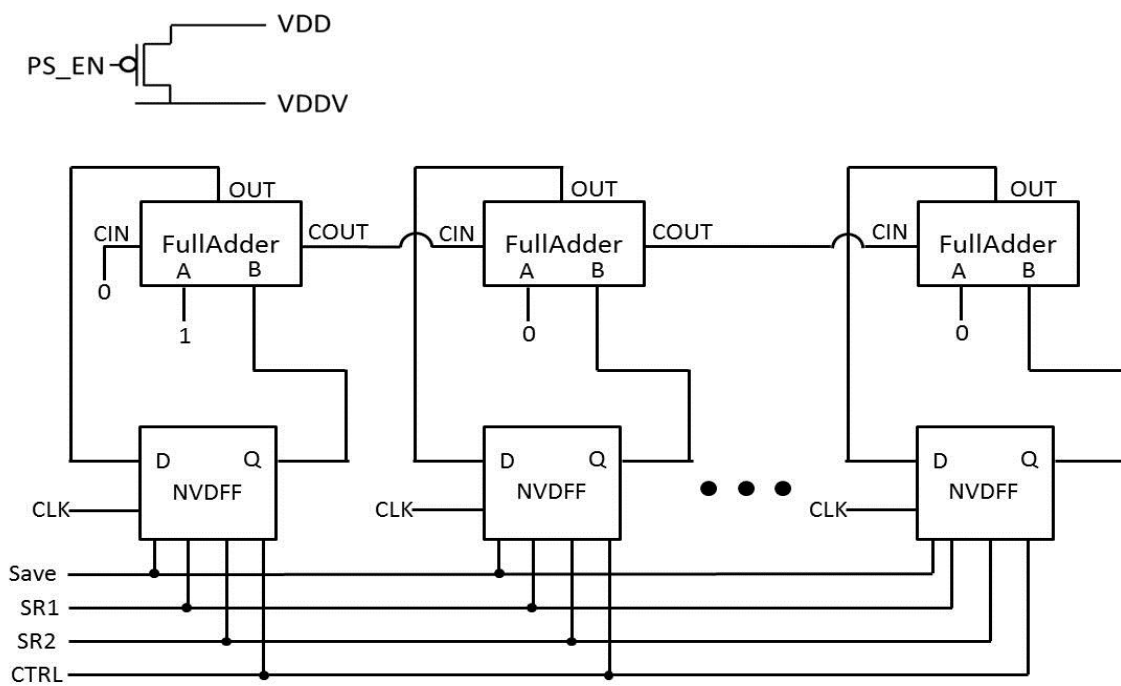 VDD
PS_EN
VDDV
OUT
OUT
OUT
CIN
FullAdder
COUT
CIN
FullAdder
COUT
CIN
FullAdder
A
B
A
B
A
B
0
1
0
0
D
Q
D
Q
D
Q
NVDFF
NVDFF
NVDFF
CLK
CLK
CLK
Save
SR1
SR2
CTRL